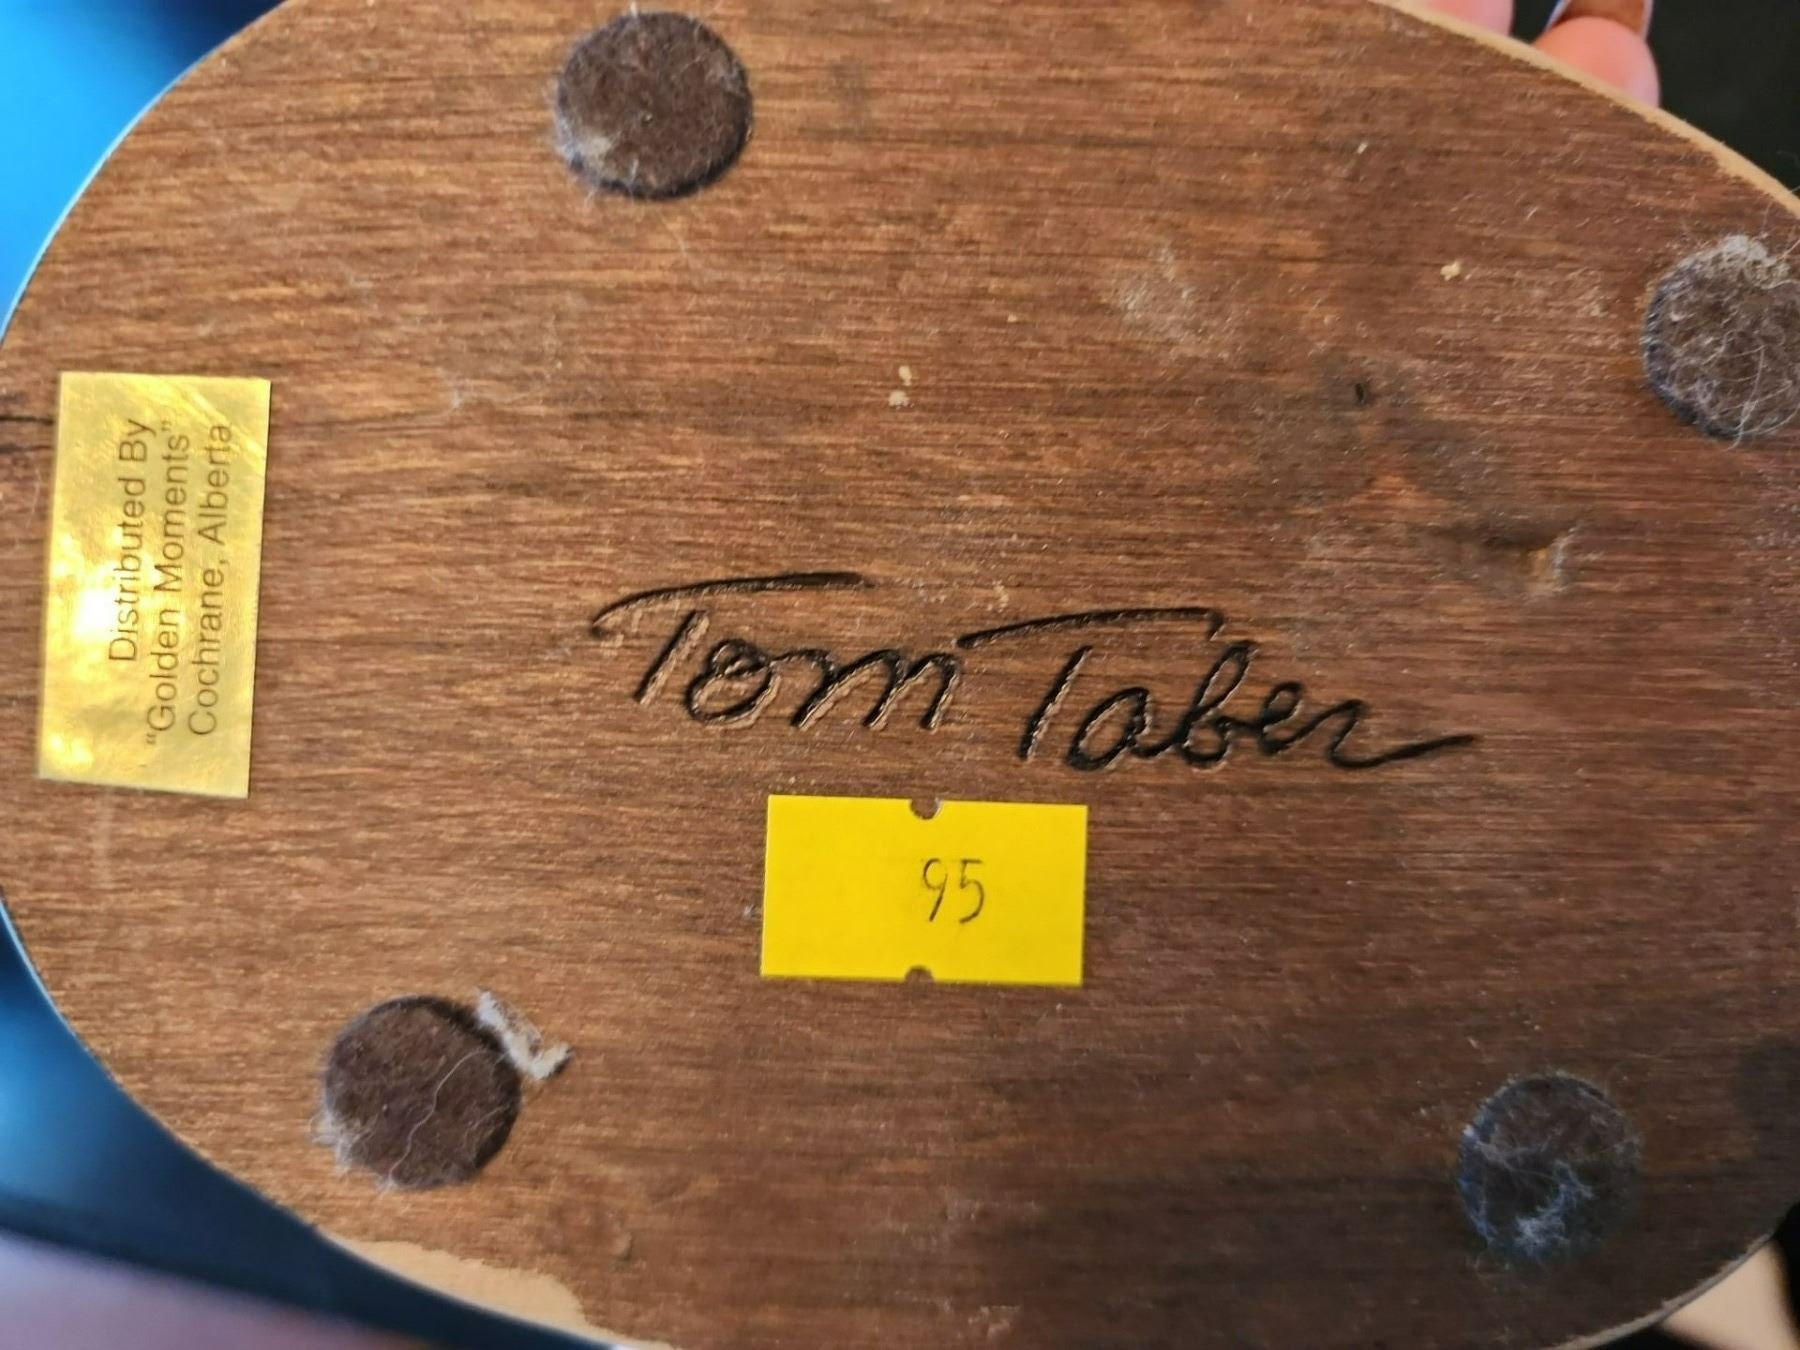 Distributed By
"Golden Moments"
Cochrane, Alberta
Tom Taber
95